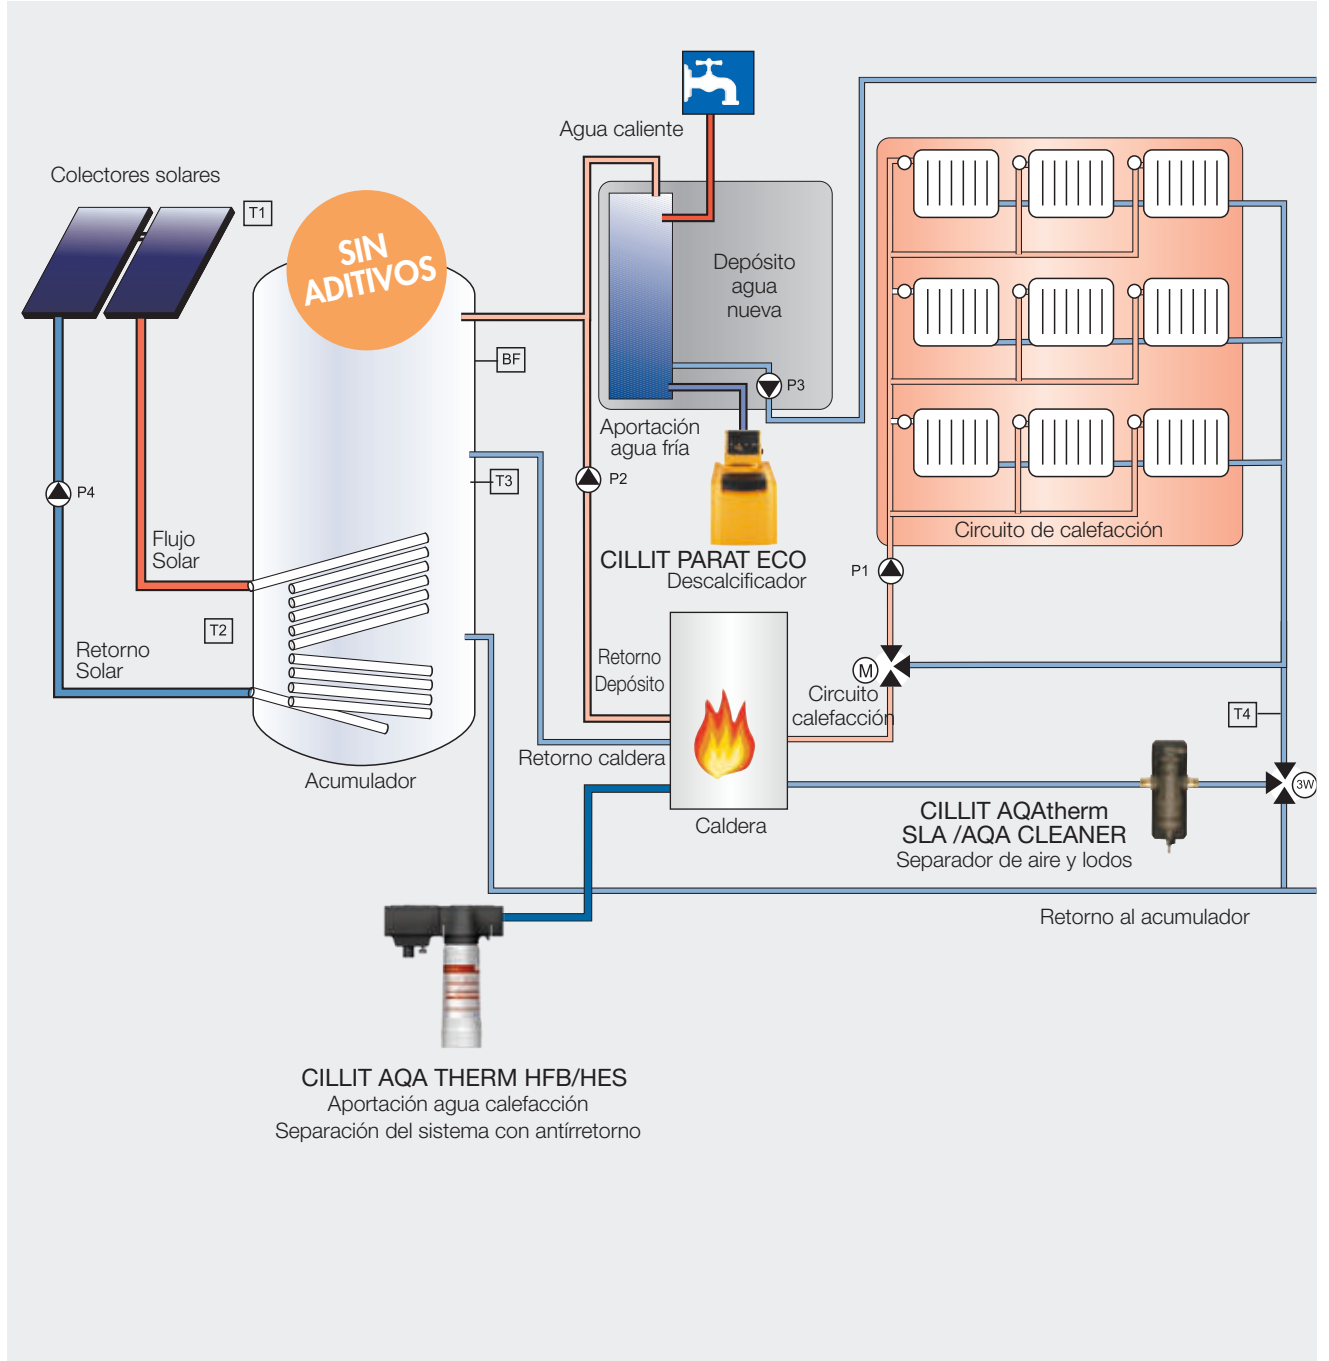 Agua caliente
Colectores solares
T1
SIN
ADITIVOS
Depósito
agua
nueva
BF
P3
Aportación
agua fría
T3
P2
P4
Circuito de calefacción
Flujo
Solar
CILLIT PARAT ECO
Descalcificador
P1
T2
Retorno
Solar
Retorno
Depósito
M
Circuito
calefacción
T4
Retorno caldera
Acumulador
3W
Caldera
CILLIT AQAtherm
SLA /AQA CLEANER
Separador de aire y lodos
Retorno al acumulador
CILLIT AQA THERM HFB/HES
Aportación agua calefacción
Separación del sistema con antírretorno